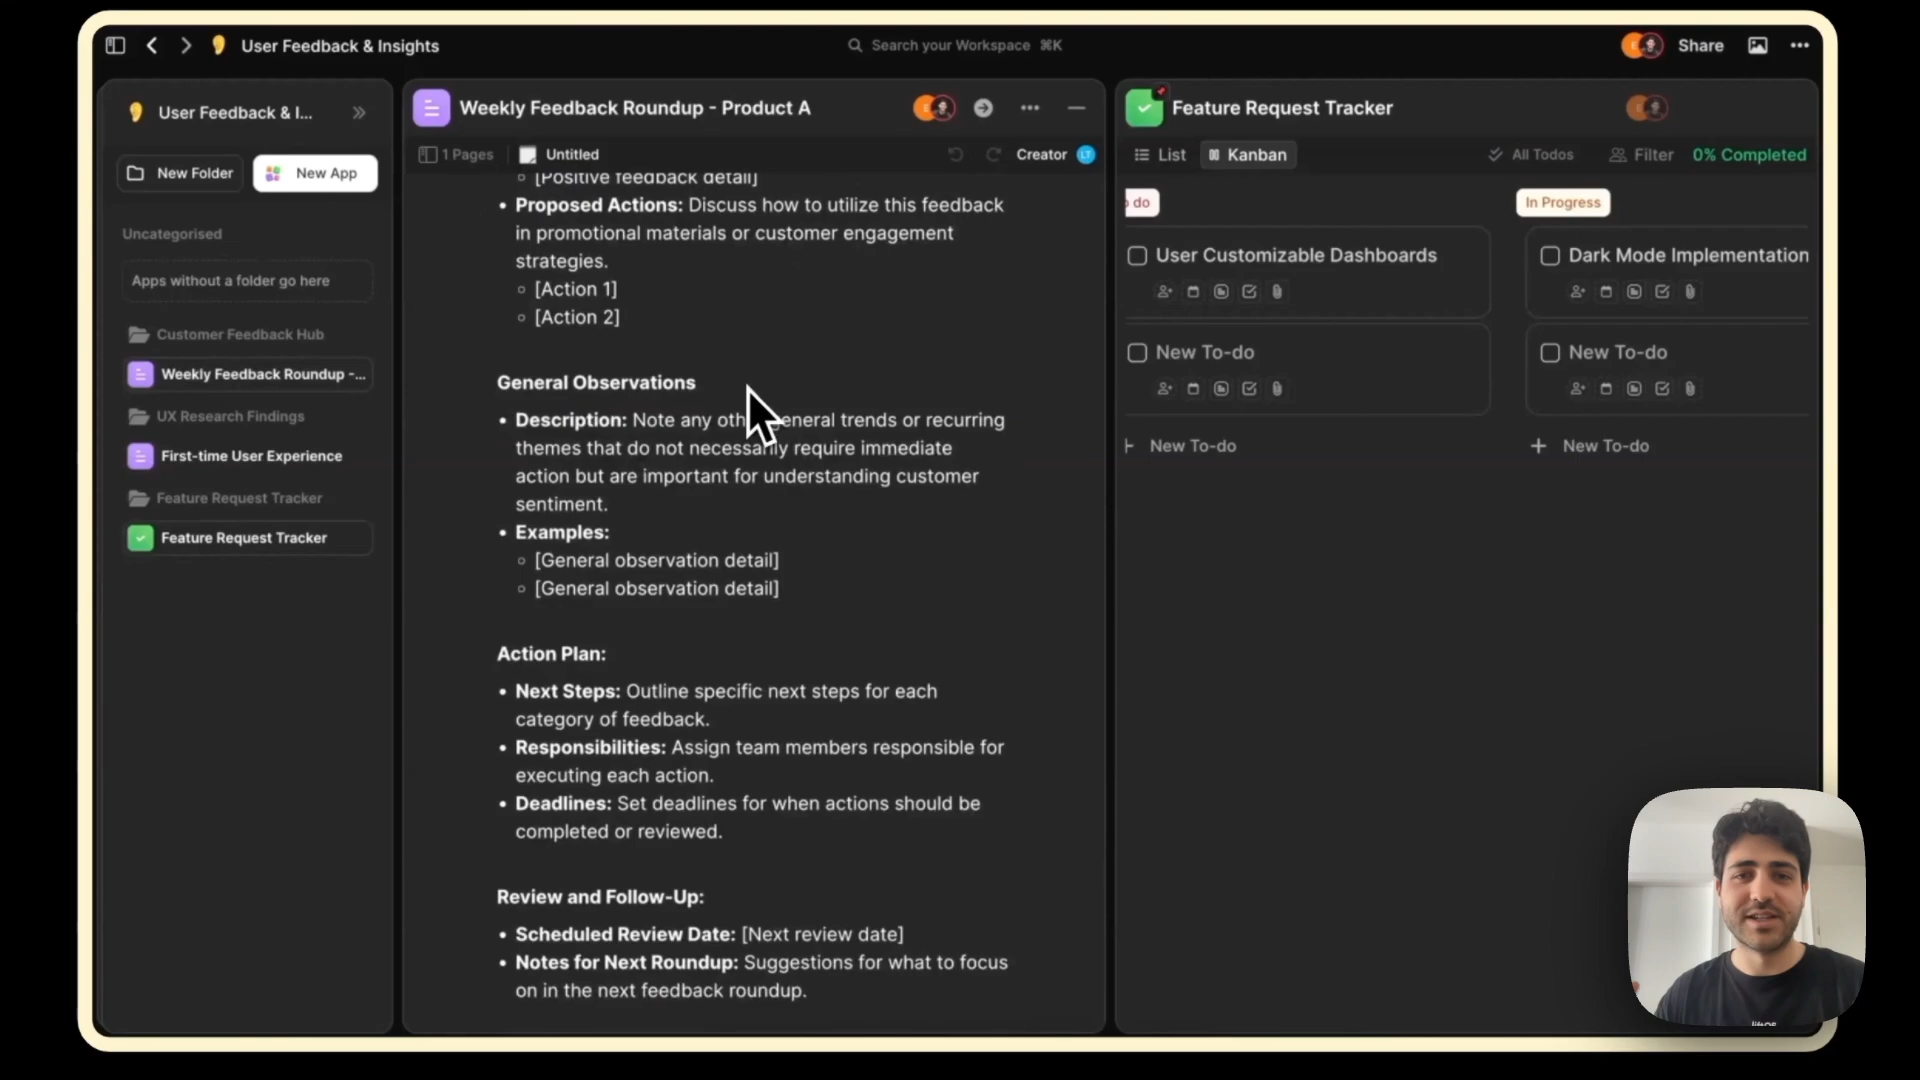 User Feedback & Insights
Search your Workspace ⌘K
Share
User Feedback & I...
New Folder
New App
Uncategorised
Apps without a folder go here
Customer Feedback Hub
Weekly Feedback Roundup -...
UX Research Findings
First-time User Experience
Feature Request Tracker
Feature Request Tracker
Weekly Feedback Roundup - Product A
1 Pages
Untitled
Creator LT
[Positive feedback detail]
• Proposed Actions: Discuss how to utilize this feedback
in promotional materials or customer engagement
strategies.
[Action 1]
[Action 2]
General Observations
• Description: Note any other general trends or recurring
themes that do not necessarily require immediate
action but are important for understanding customer
sentiment.
• Examples:
[General observation detail]
[General observation detail]
Action Plan:
• Next Steps: Outline specific next steps for each
category of feedback.
• Responsibilities: Assign team members responsible for
executing each action.
• Deadlines: Set deadlines for when actions should be
completed or reviewed.
Review and Follow-Up:
• Scheduled Review Date: [Next review date]
• Notes for Next Roundup: Suggestions for what to focus
on in the next feedback roundup.
Feature Request Tracker
List
Kanban
All Todos
Filter
0% Completed
o do
User Customizable Dashboards
New To-do
+ New To-do
In Progress
Dark Mode Implementation
New To-do
+ New To-do